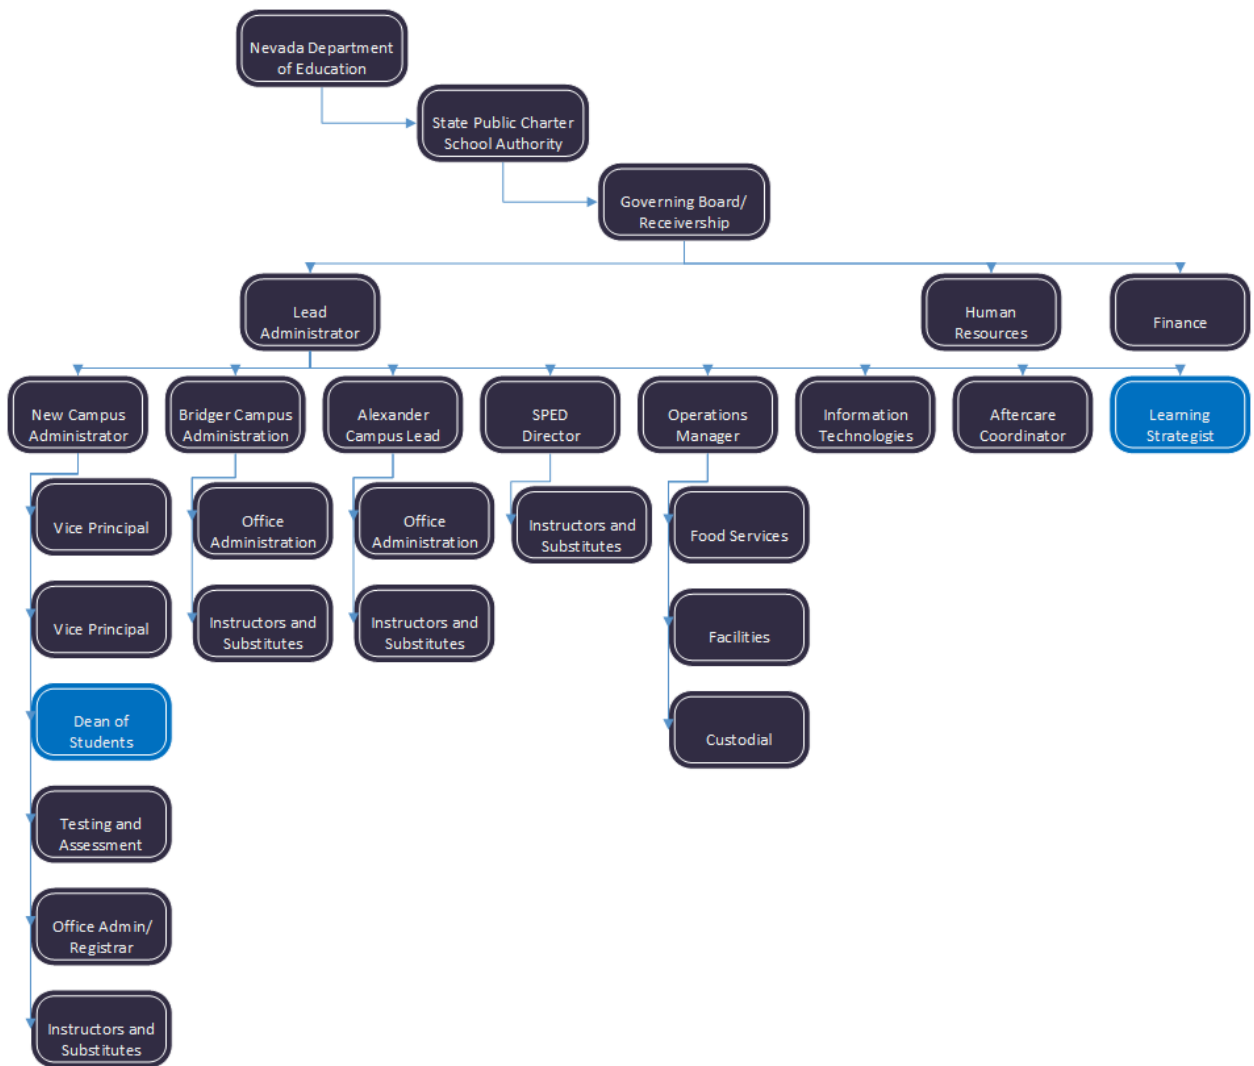 Nevada Department
of Education
State Public Charter
School Authority
Governing Board/
Receivership
Lead
Administrator
Human
Resources
Finance
New Campus
Administrator
Bridger Campus
Administration
Alexander
Campus Lead
SPED
Director
Operations
Manager
Information
Technologies
Aftercare
Coordinator
Learning
Strategist
Vice Principal
Office
Administration
Office
Administration
Instructors and
Substitutes
Food Services
Vice Principal
Instructors and
Substitutes
Instructors and
Substitutes
Facilities
Dean of
Students
Custodial
Testing and
Assessment
Office Admin/
Registrar
Instructors and
Substitutes